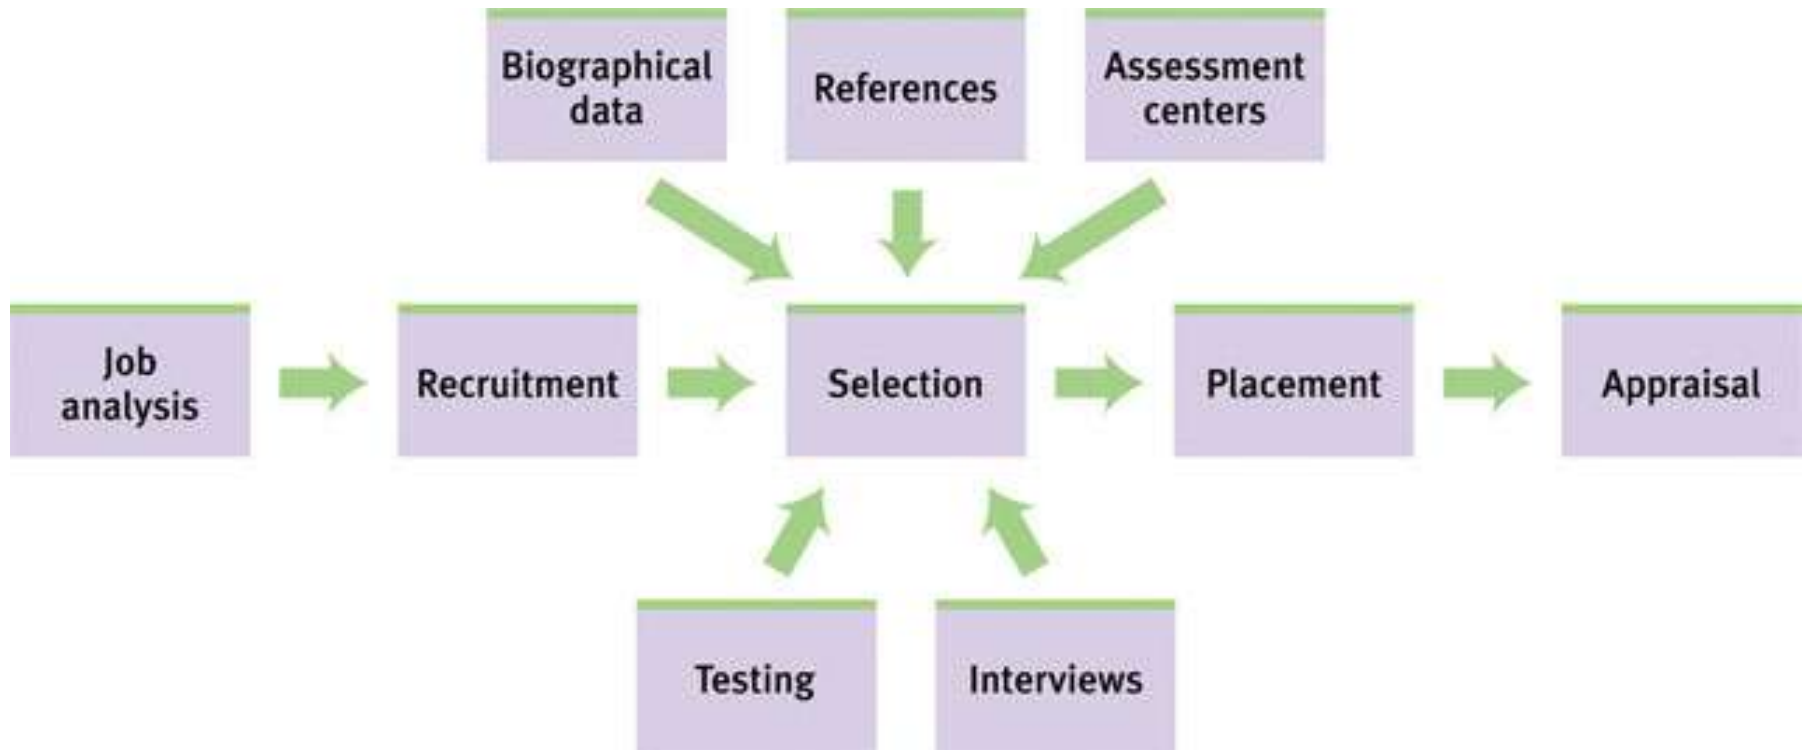 Biographical
data
References
Assessment
centers
Job
analysis
Recruitment
Selection
Placement
Appraisal
Testing
Interviews